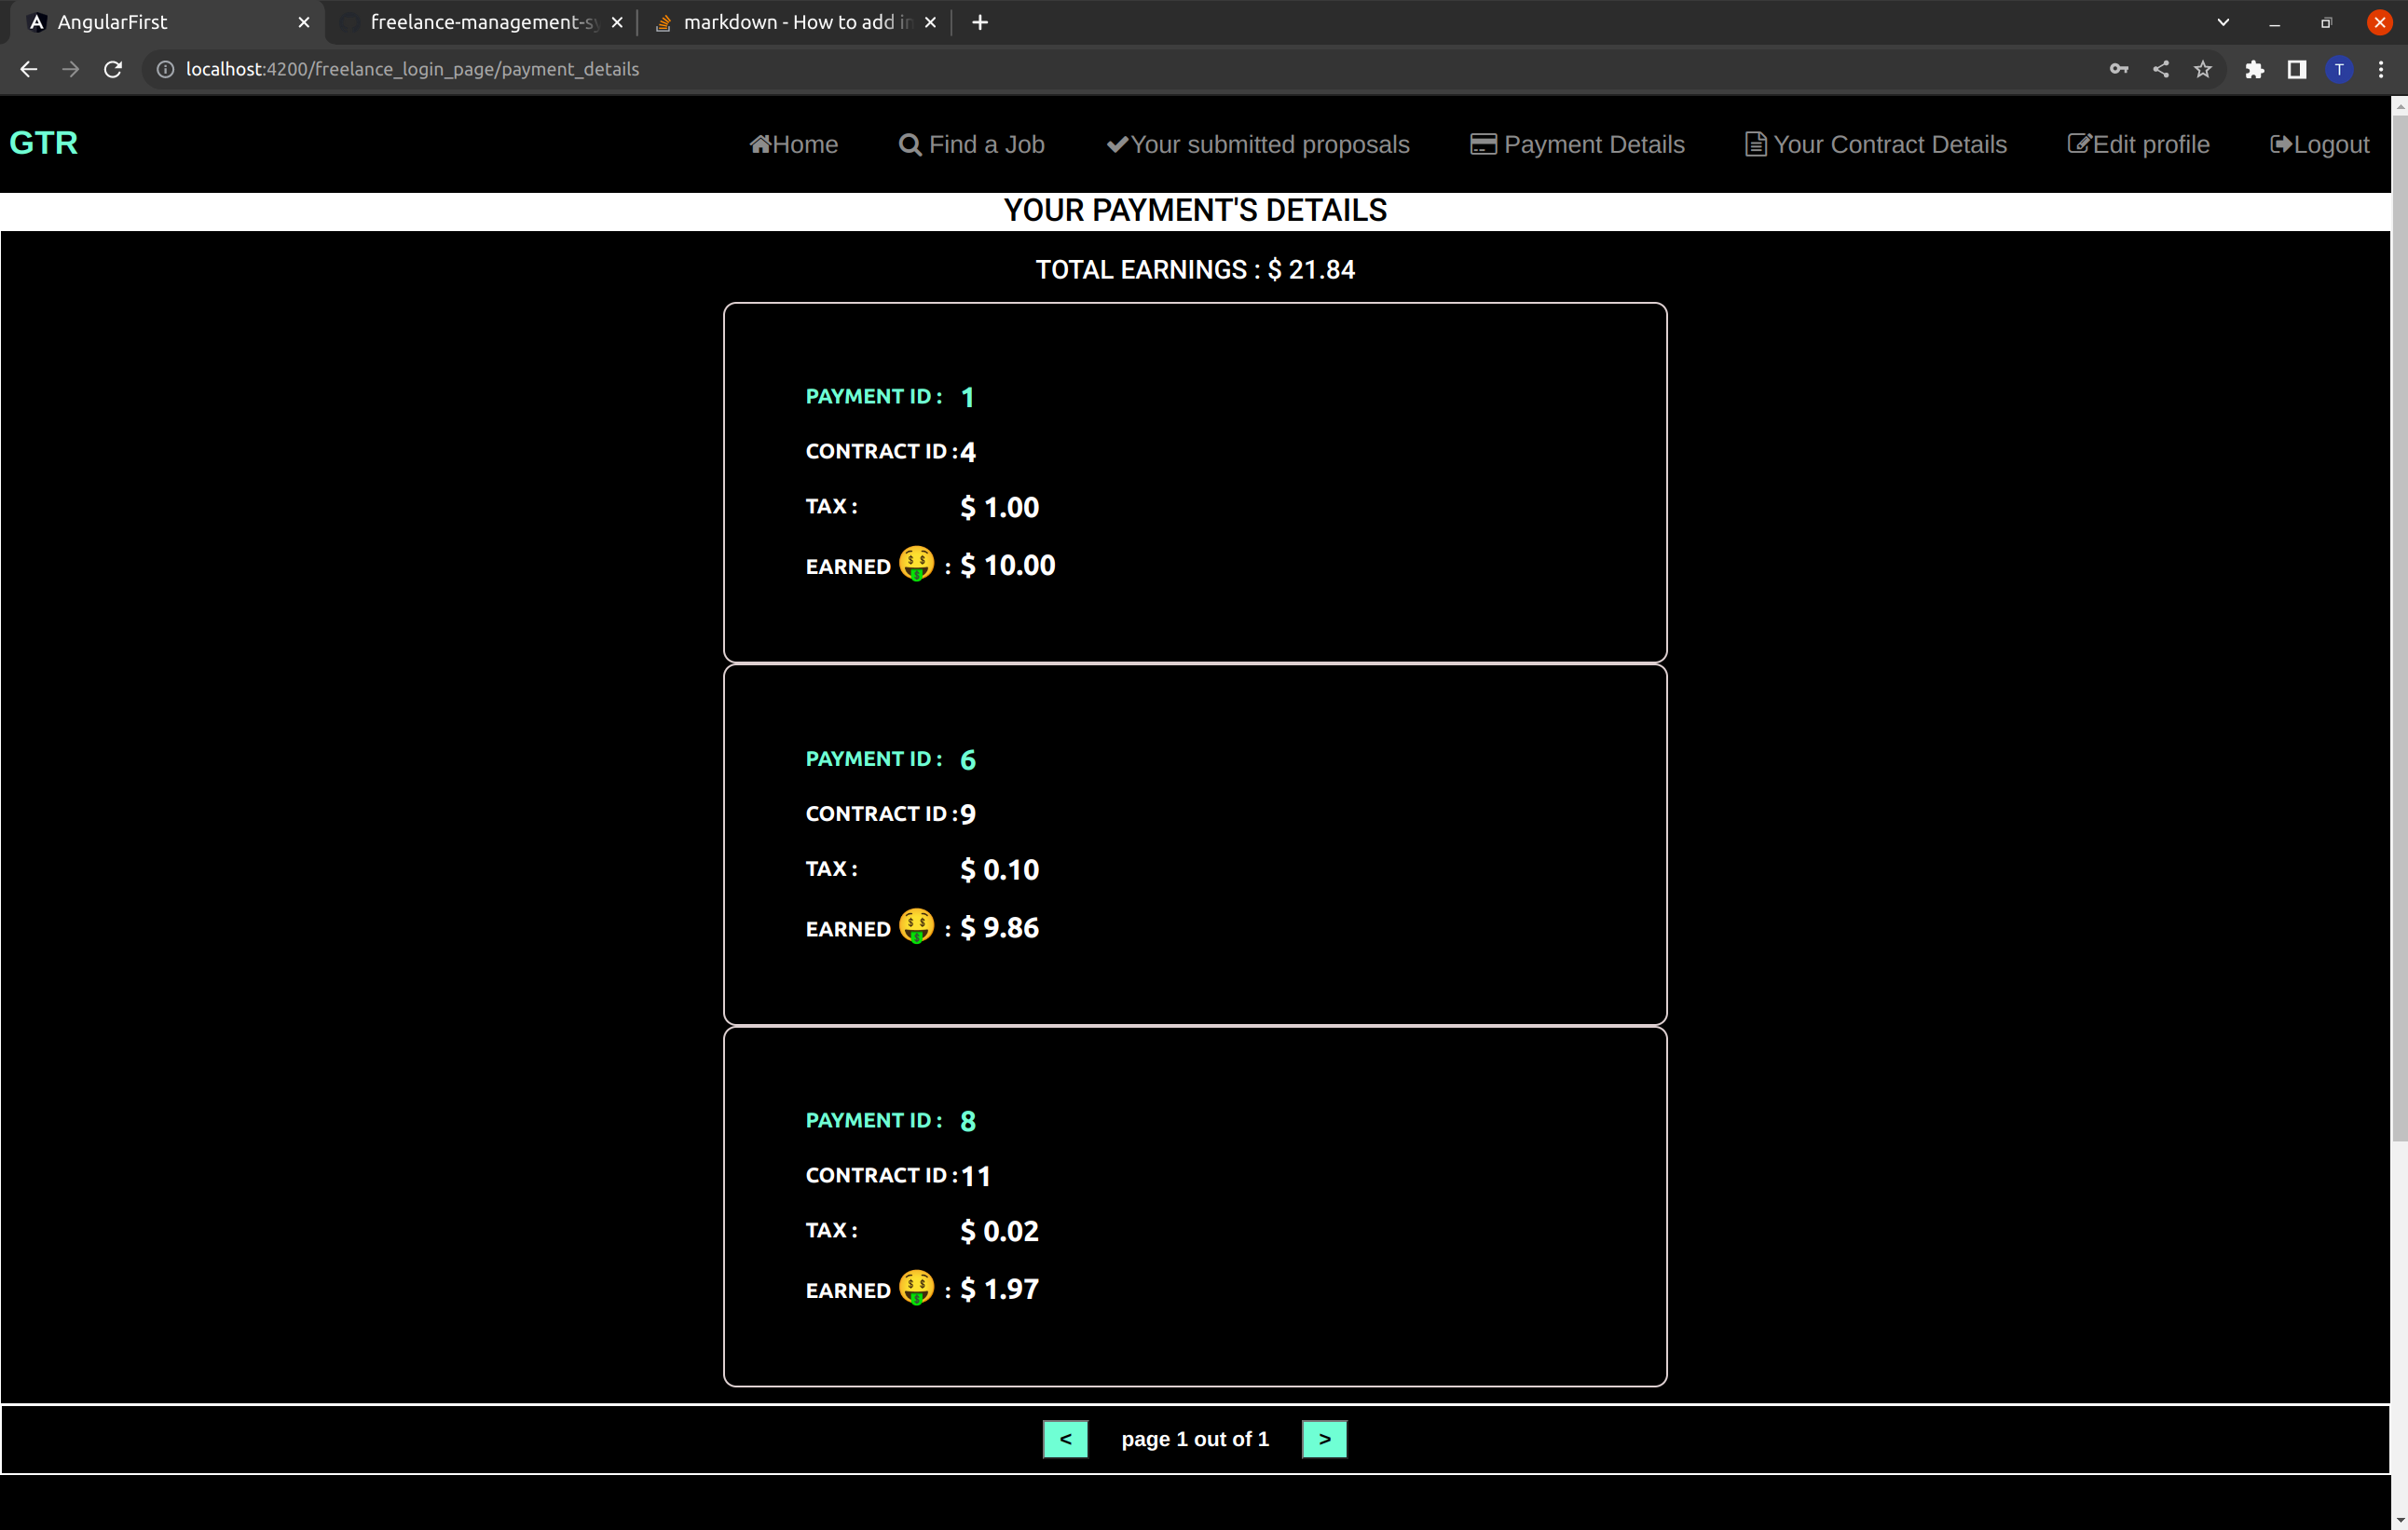 AngularFirst
freelance-management-sy
markdown - How to add in
localhost:4200/freelance_login_page/payment_details
T
GTR
Home
Find a Job
Your submitted proposals
Payment Details
Your Contract Details
Edit profile
Logout
YOUR PAYMENT'S DETAILS
TOTAL EARNINGS : $ 21.84
PAYMENT ID : 1
CONTRACT ID : 4
TAX : $ 1.00
EARNED 🤑 : $ 10.00
PAYMENT ID : 6
CONTRACT ID : 9
TAX : $ 0.10
EARNED 🤑 : $ 9.86
PAYMENT ID : 8
CONTRACT ID : 11
TAX : $ 0.02
EARNED 🤑 : $ 1.97
< page 1 out of 1 >